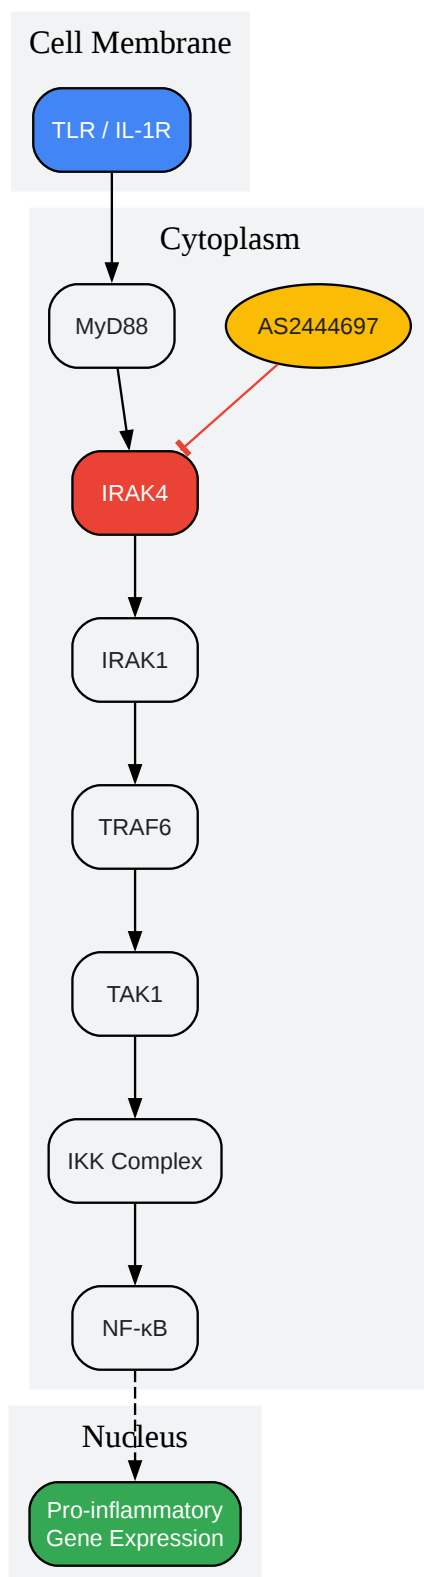 Cell Membrane
TLR / IL-1R
Cytoplasm
MyD88
AS2444697
IRAK4
IRAK1
TRAF6
TAK1
IKK Complex
NF-κB
Nucleus
Pro-inflammatory
Gene Expression